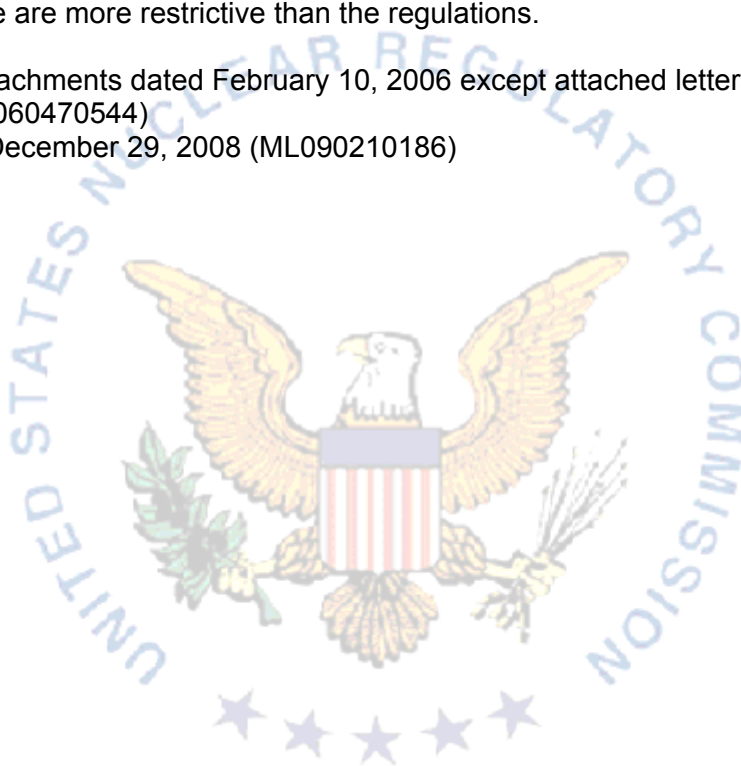 e are more restrictive than the regulations.
achments dated February 10, 2006 except attached letter
060470544)
December 29, 2008 (ML090210186)
UNITED STATES NUCLEAR REGULATORY COMMISSION